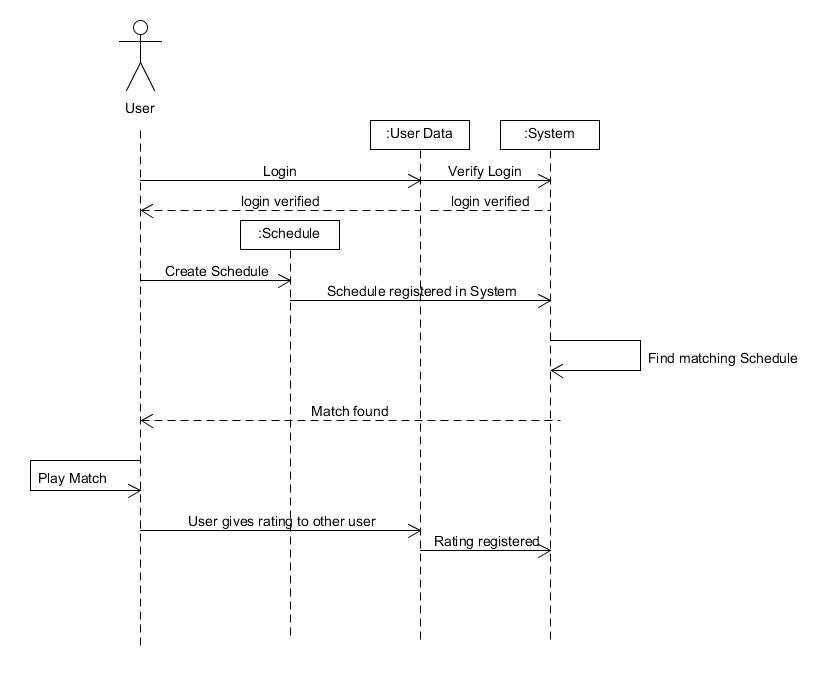 User
:User Data
:System
Login
Verify Login
login verified
login verified
:Schedule
Create Schedule
Schedule registered in System
Find matching Schedule
Match found
Play Match
User gives rating to other user
Rating registered